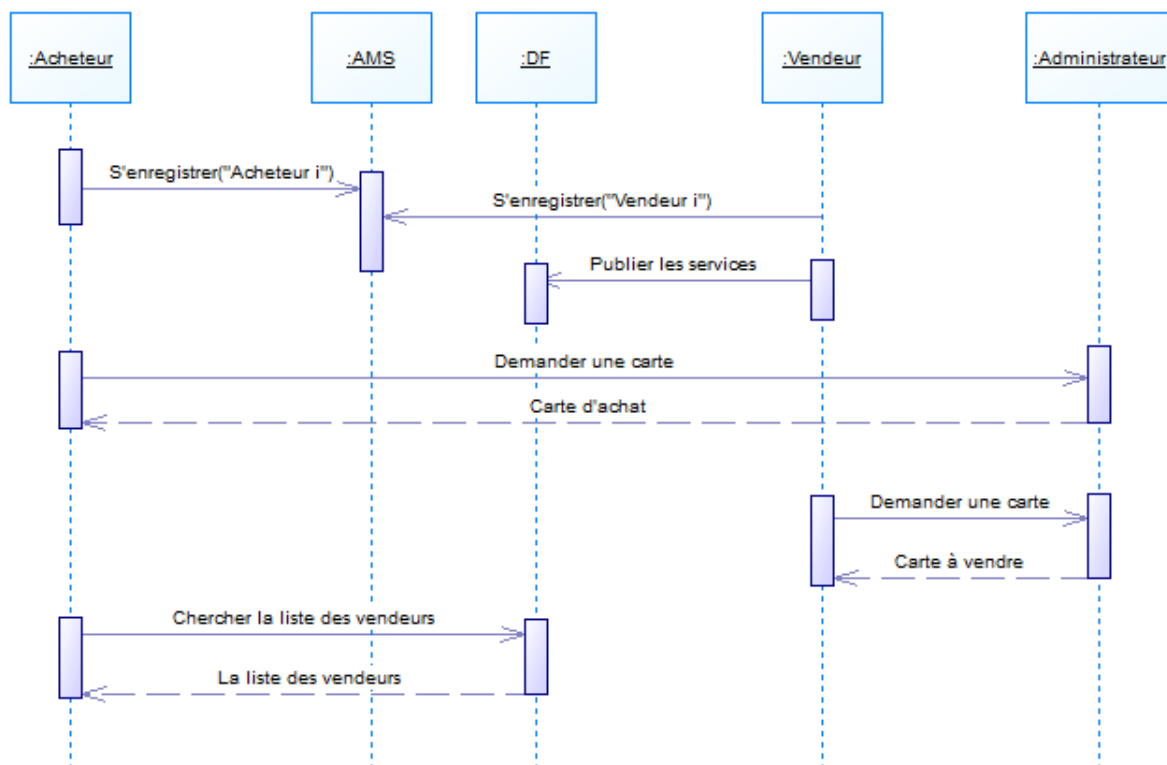 :Acheteur
:AMS
:DF
:Vendeur
:Administrateur
S'enregistrer("Acheteur i")
S'enregistrer("Vendeur i")
Publier les services
Demander une carte
Carte d'achat
Demander une carte
Carte à vendre
Chercher la liste des vendeurs
La liste des vendeurs